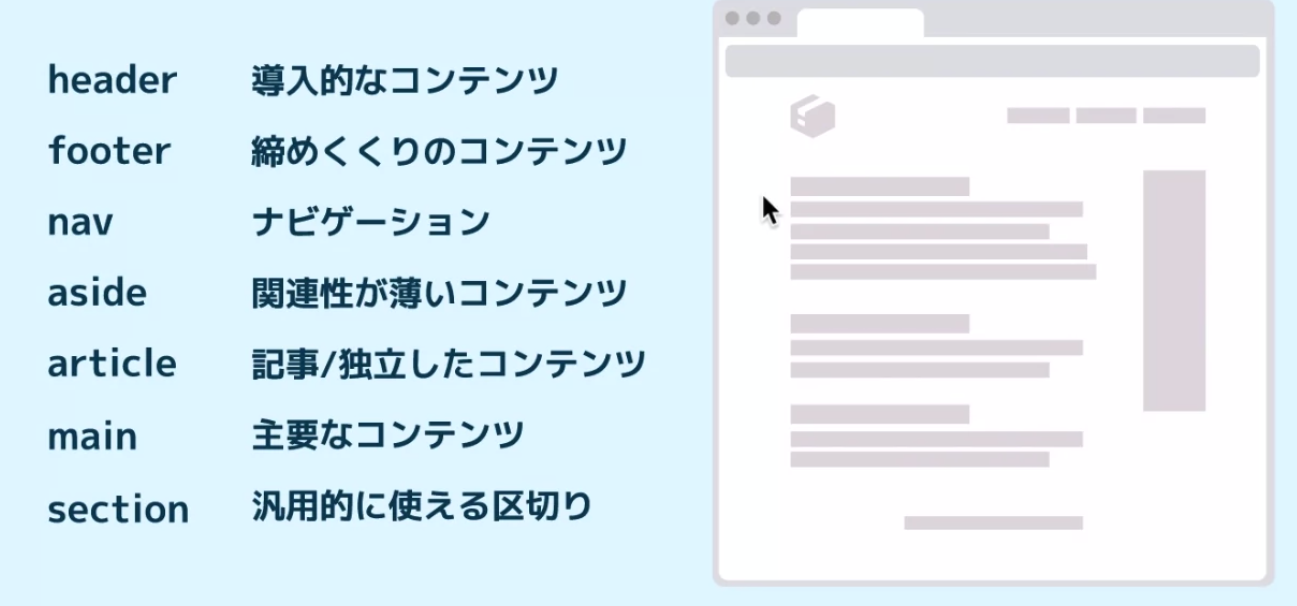 header 導入的なコンテンツ
footer 締めくくりのコンテンツ
nav ナビゲーション
aside 関連性が薄いコンテンツ
article 記事/独立したコンテンツ
main 主要なコンテンツ
section 汎用的に使える区切り